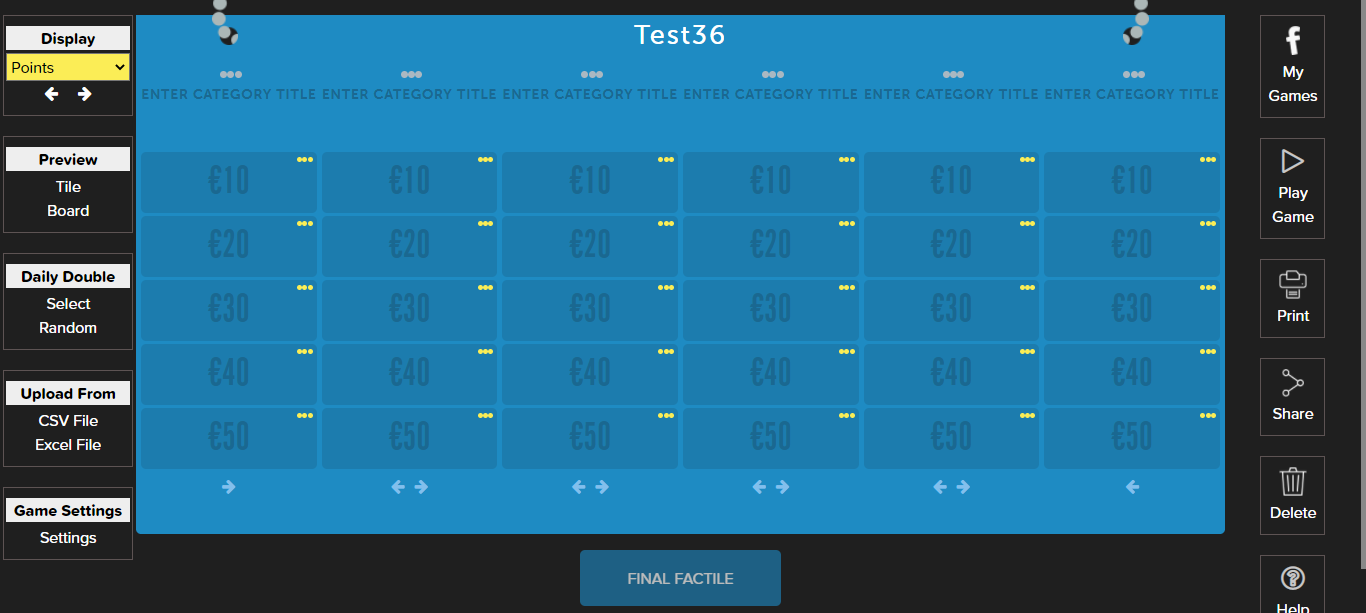 Display
Points
Preview
Tile
Board
Daily Double
Select
Random
Upload From
CSV File
Excel File
Game Settings
Settings
Test36
ENTER CATEGORY TITLE ENTER CATEGORY TITLE ENTER CATEGORY TITLE ENTER CATEGORY TITLE ENTER CATEGORY TITLE ENTER CATEGORY TITLE
€10 €10 €10 €10 €10 €10
€20 €20 €20 €20 €20 €20
€30 €30 €30 €30 €30 €30
€40 €40 €40 €40 €40 €40
€50 €50 €50 €50 €50 €50
FINAL FACTILE
My
Games
Play
Game
Print
Share
Delete
Help